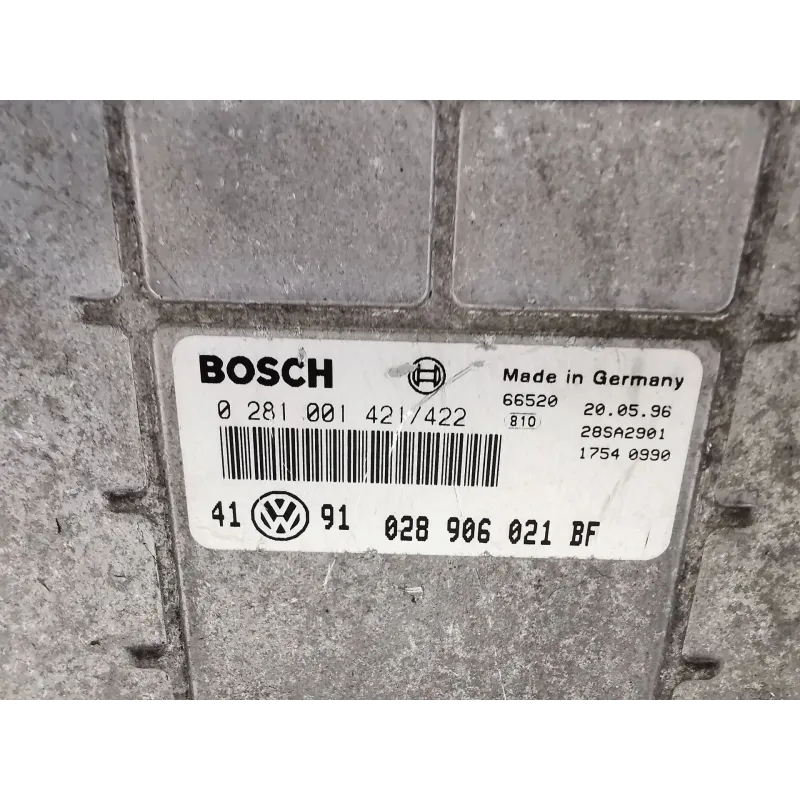 BOSCH
Made in Germany
0 281 001 421/422
66520 20.05.96
810 28SA2901
1754 0990
41 VW 91 028 906 021 BF